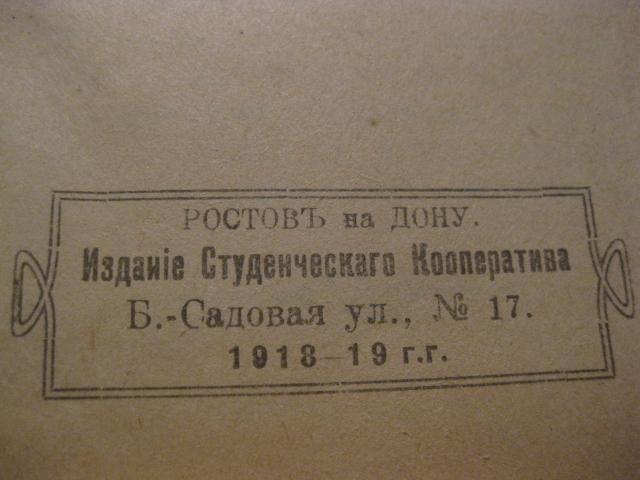 РОСТОВЪ на ДОНУ.
Изданіе Студенческаго Кооператива
Б.-Садовая ул., № 17.
1918-19 г.г.